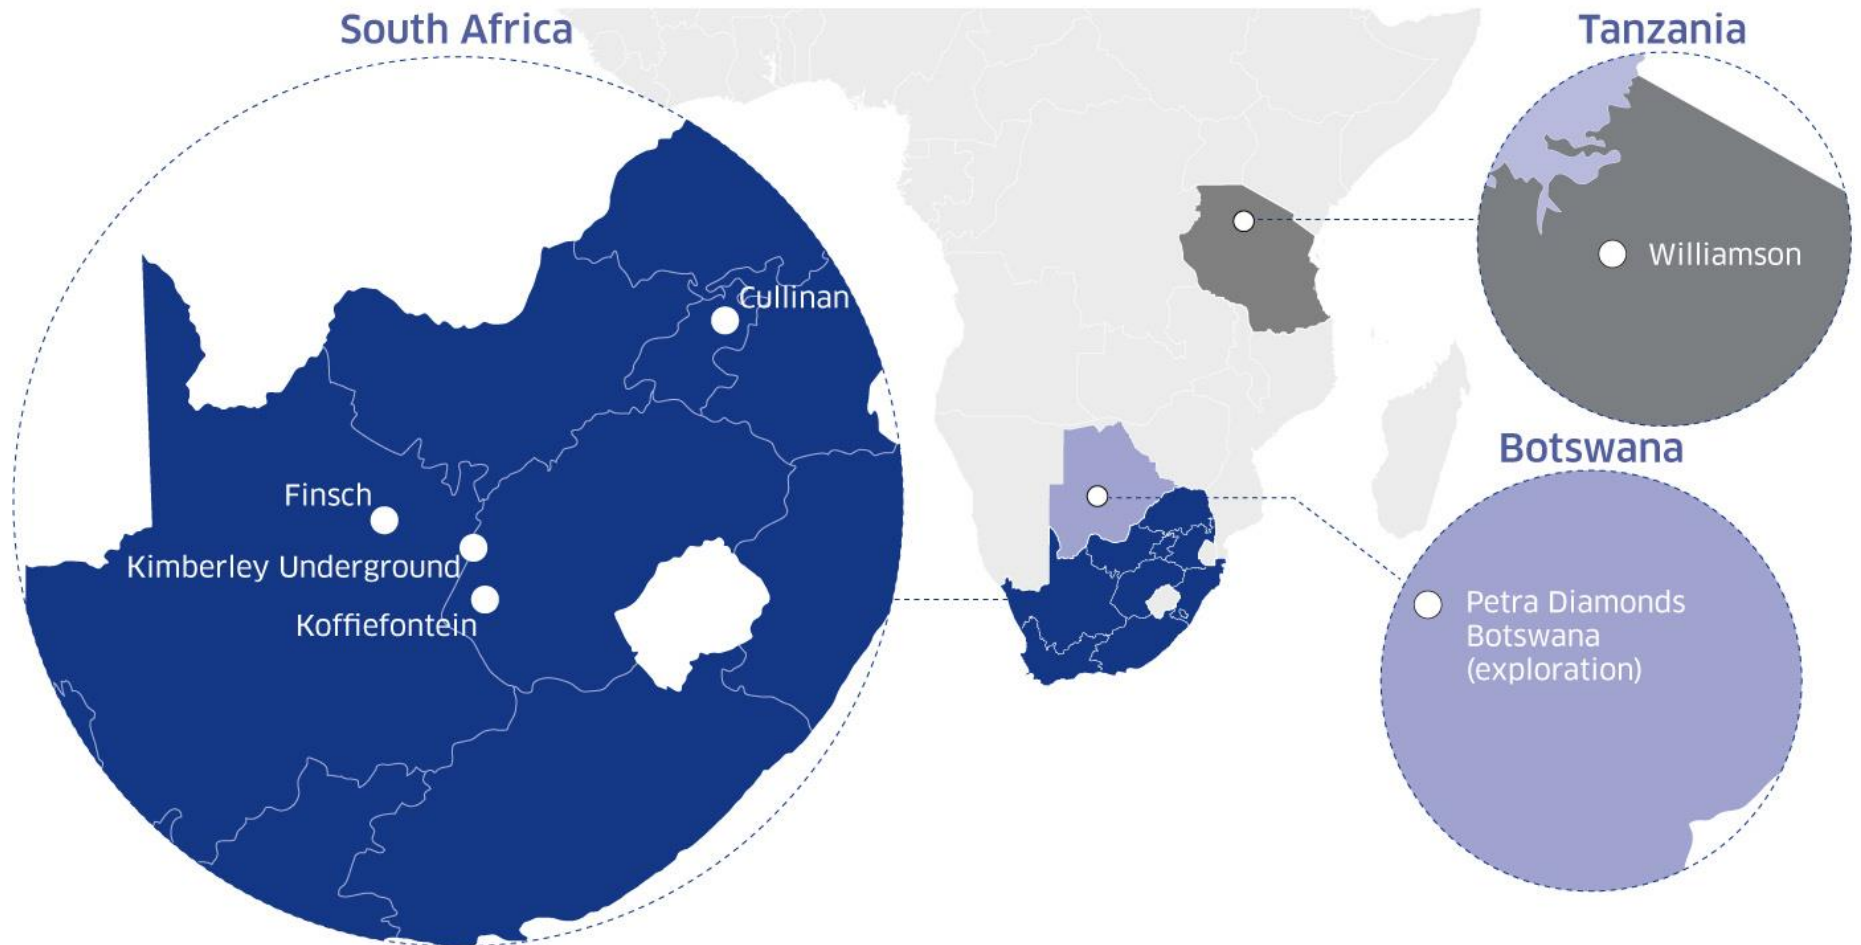 South Africa
Cullinan
Finsch
Kimberley Underground
Koffiefontein
Tanzania
Williamson
Botswana
Petra Diamonds
Botswana
(exploration)